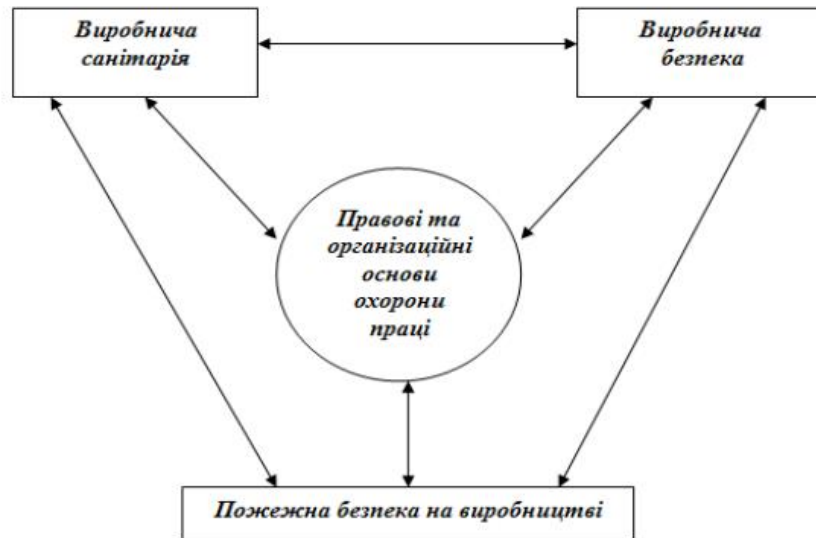 Виробнича
санітарія
Виробнича
безпека
Правові та
організаційні
основи
охорони
праці
Пожежна безпека на виробництві